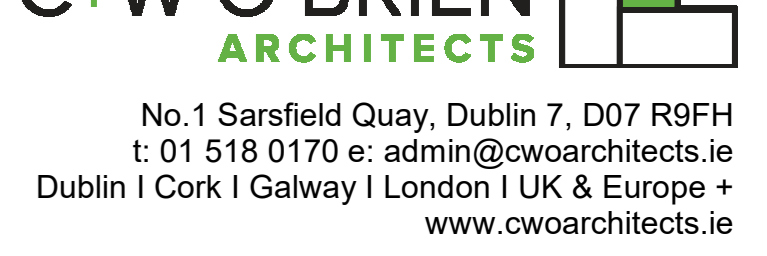 C+W O'BRIEN
ARCHITECTS
No.1 Sarsfield Quay, Dublin 7, D07 R9FH
t: 01 518 0170 e: admin@cwoarchitects.ie
Dublin I Cork I Galway I London I UK & Europe +
www.cwoarchitects.ie